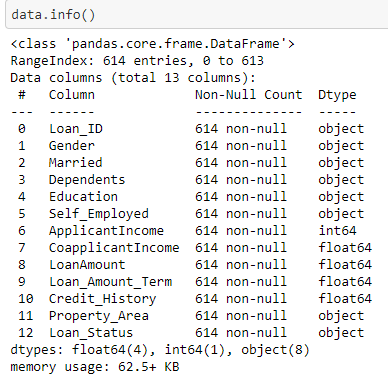 data.info()
<class 'pandas.core.frame.DataFrame'>
RangeIndex: 614 entries, 0 to 613
Data columns (total 13 columns):
 #   Column             Non-Null Count  Dtype
---  ------             --------------  -----
 0   Loan_ID            614 non-null    object
 1   Gender             614 non-null    object
 2   Married            614 non-null    object
 3   Dependents         614 non-null    object
 4   Education          614 non-null    object
 5   Self_Employed      614 non-null    object
 6   ApplicantIncome    614 non-null    int64
 7   CoapplicantIncome  614 non-null    float64
 8   LoanAmount         614 non-null    float64
 9   Loan_Amount_Term   614 non-null    float64
 10  Credit_History     614 non-null    float64
 11  Property_Area      614 non-null    object
 12  Loan_Status        614 non-null    object
dtypes: float64(4), int64(1), object(8)
memory usage: 62.5+ KB